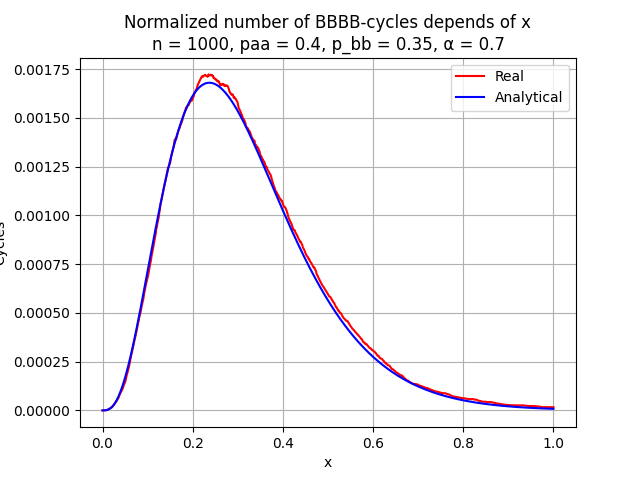 Normalized number of BBBB-cycles depends of x
n = 1000, paa = 0.4, p_bb = 0.35, α = 0.7
0.00175
0.00150
0.00125
0.00100
0.00075
0.00050
0.00025
0.00000
Cycles
Real
Analytical
0.0 0.2 0.4 0.6 0.8 1.0
x